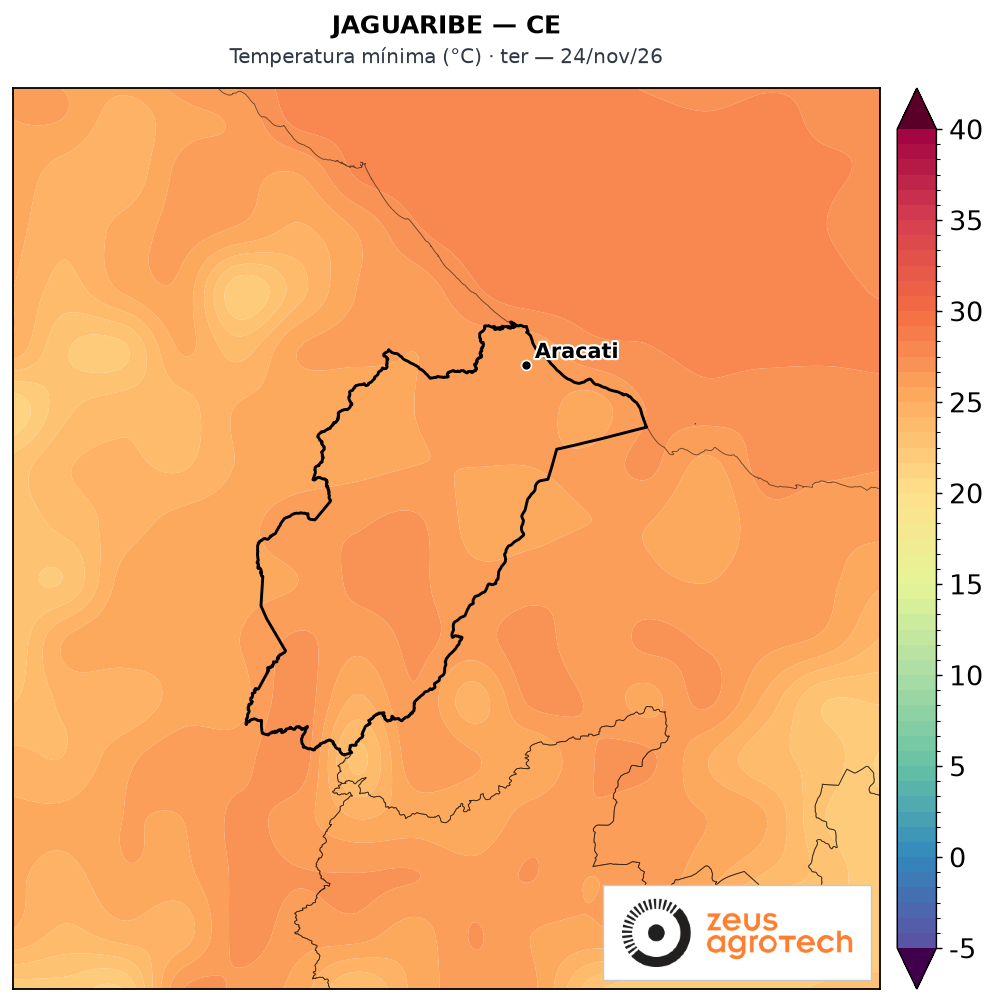 JAGUARIBE — CE
Temperatura mínima (°C) · ter — 24/nov/26
Aracati
40
35
30
25
20
15
10
5
0
-5
zeus
agrotech